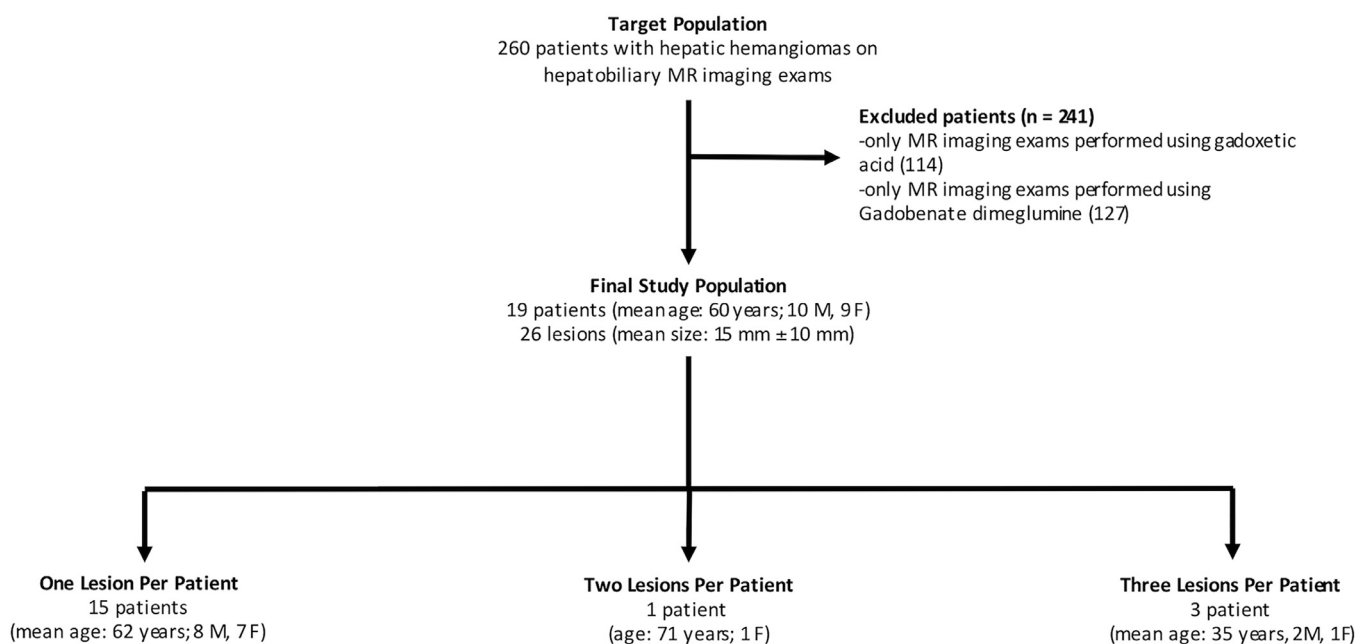 Target Population
260 patients with hepatic hemangiomas on
hepatobiliary MR imaging exams
Excluded patients (n = 241)
-only MR imaging exams performed using gadoxetic
acid (114)
-only MR imaging exams performed using
Gadobenate dimeglumine (127)
Final Study Population
19 patients (mean age: 60 years; 10 M, 9 F)
26 lesions (mean size: 15 mm ± 10 mm)
One Lesion Per Patient
15 patients
(mean age: 62 years; 8 M, 7 F)
Two Lesions Per Patient
1 patient
(age: 71 years; 1 F)
Three Lesions Per Patient
3 patient
(mean age: 35 years, 2M, 1F)